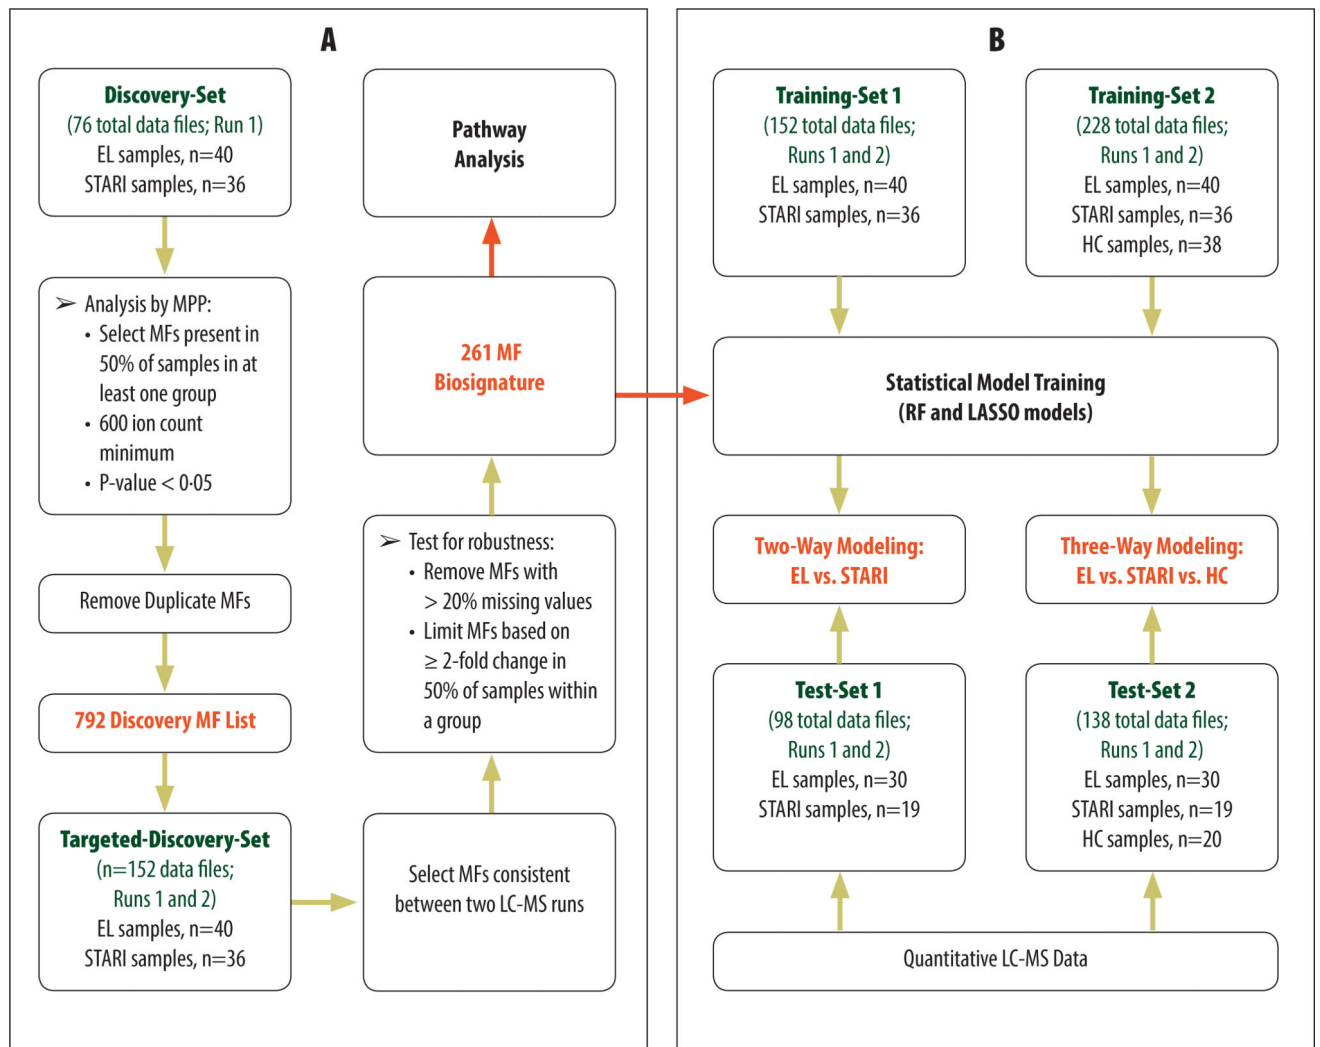 A
Discovery-Set
(76 total data files; Run 1)
EL samples, n=40
STARI samples, n=36
➢ Analysis by MPP:
• Select MFs present in
50% of samples in at
least one group
• 600 ion count
minimum
• P-value < 0·05
Remove Duplicate MFs
792 Discovery MF List
Targeted-Discovery-Set
(n=152 data files;
Runs 1 and 2)
EL samples, n=40
STARI samples, n=36
Select MFs consistent
between two LC-MS runs
➢ Test for robustness:
• Remove MFs with
> 20% missing values
• Limit MFs based on
≥ 2-fold change in
50% of samples within
a group
261 MF
Biosignature
Pathway
Analysis
B
Training-Set 1
(152 total data files;
Runs 1 and 2)
EL samples, n=40
STARI samples, n=36
Training-Set 2
(228 total data files;
Runs 1 and 2)
EL samples, n=40
STARI samples, n=36
HC samples, n=38
Statistical Model Training
(RF and LASSO models)
Two-Way Modeling:
EL vs. STARI
Three-Way Modeling:
EL vs. STARI vs. HC
Test-Set 1
(98 total data files;
Runs 1 and 2)
EL samples, n=30
STARI samples, n=19
Test-Set 2
(138 total data files;
Runs 1 and 2)
EL samples, n=30
STARI samples, n=19
HC samples, n=20
Quantitative LC-MS Data